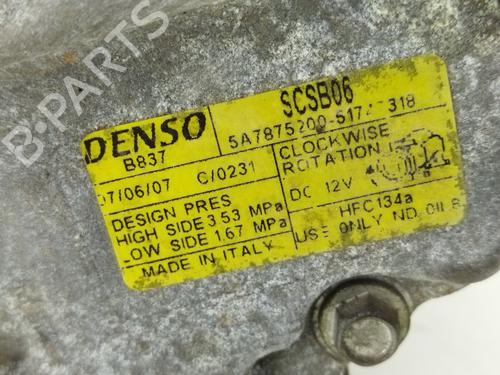 DENSO
SCSB06
B837
5A7875200
318
07/06/07 C/0231
CLOCKWISE
ROTATION
DC 12V
DESIGN PRES
HIGH SIDE 3.53 MPa
LOW SIDE 1.67 MPa
HFC134a
USE ONLY ND OIL 8
MADE IN ITALY
B-PARTS
B-PARTS